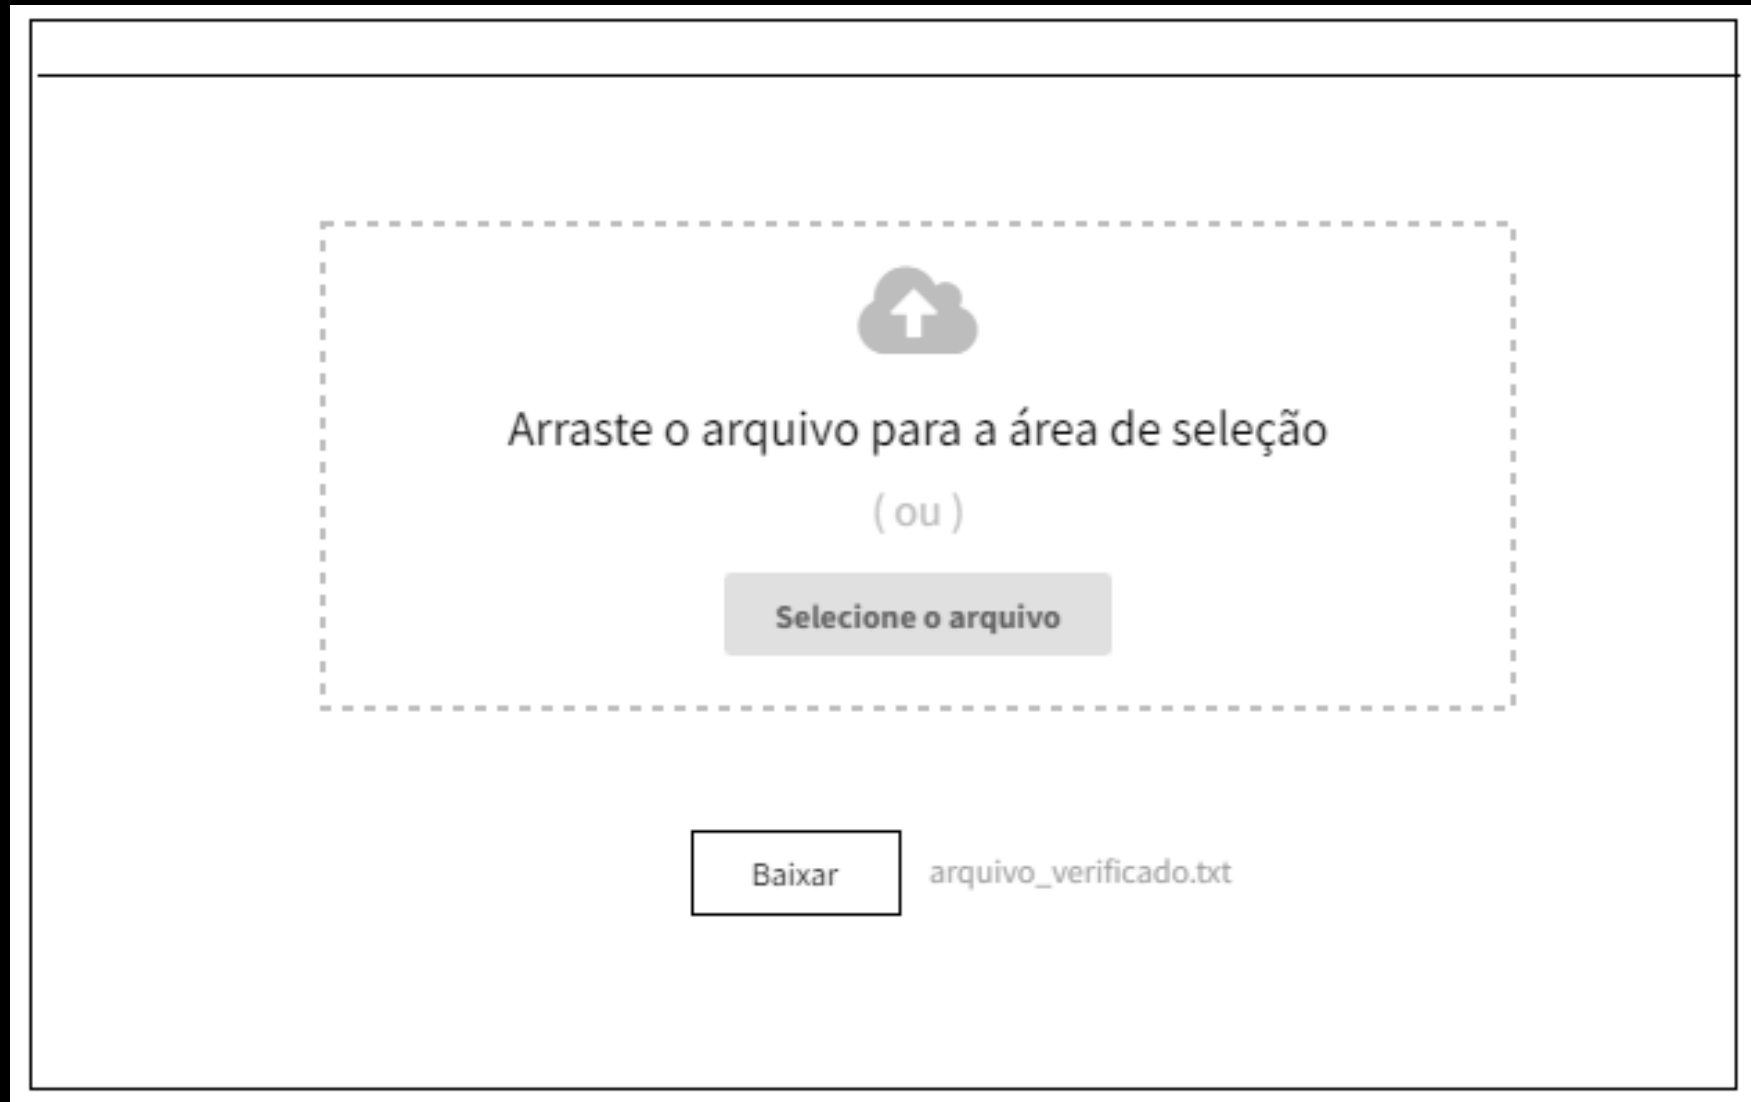 Arraste o arquivo para a área de seleção
( ou )
Selecione o arquivo
Baixar
arquivo_verificado.txt